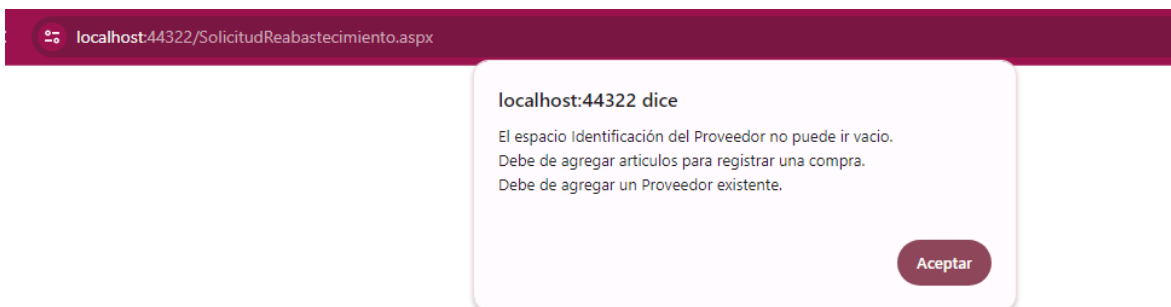 localhost:44322/SolicitudReabastecimiento.aspx
localhost:44322 dice
El espacio Identificación del Proveedor no puede ir vacio.
Debe de agregar articulos para registrar una compra.
Debe de agregar un Proveedor existente.
Aceptar